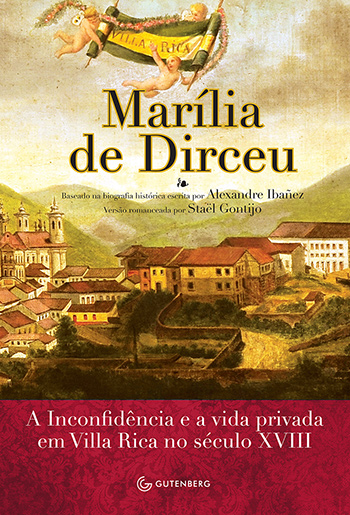 VILLA RICA
Marília
de Dirceu
Baseado na biografia histórica escrita por Alexandre Ibañez
Versão romanceada por Staël Gontijo
A Inconfidência e a vida privada
em Villa Rica no século XVIII
GUTENBERG